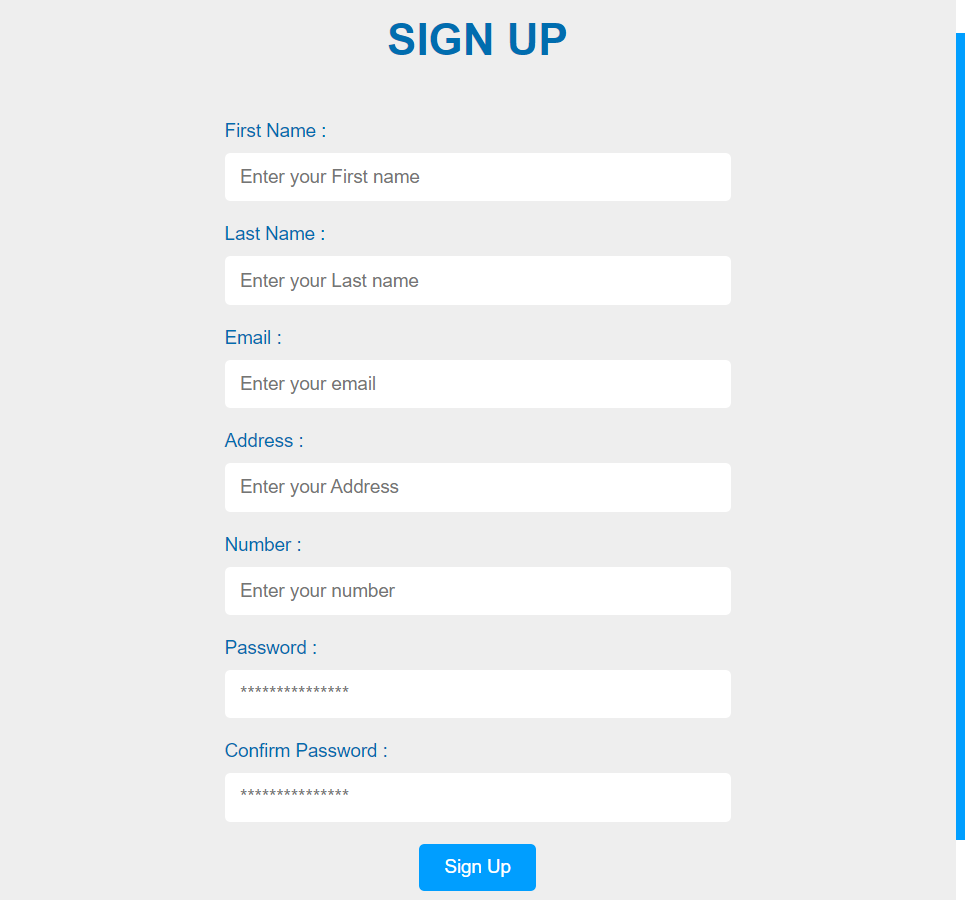 SIGN UP
First Name :
Enter your First name
Last Name :
Enter your Last name
Email :
Enter your email
Address :
Enter your Address
Number :
Enter your number
Password :
***************
Confirm Password :
***************
Sign Up